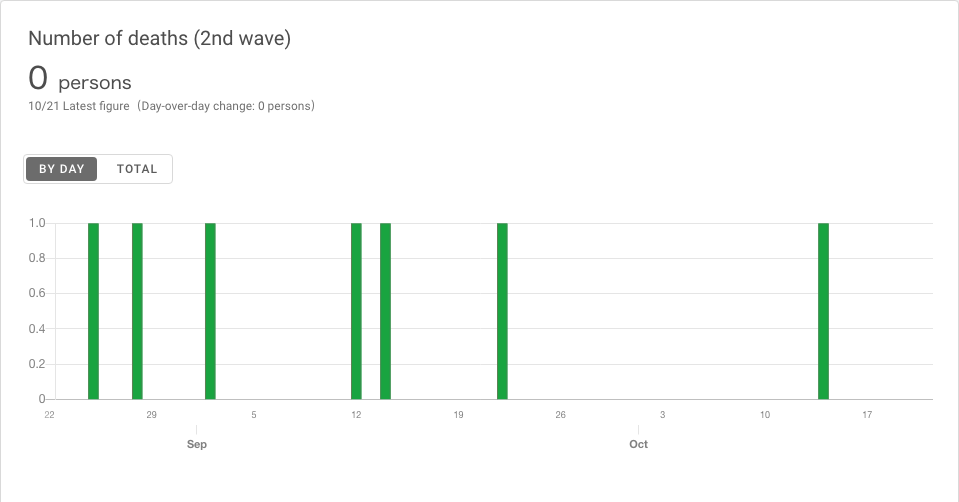 Number of deaths (2nd wave)
0 persons
10/21 Latest figure（Day-over-day change: 0 persons）
BY DAY TOTAL
1.0
0.8
0.6
0.4
0.2
0
22 29 5 12 19 26 3 10 17
Sep Oct